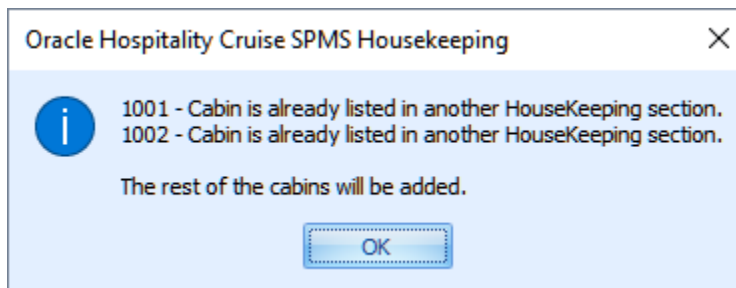 Oracle Hospitality Cruise SPMS Housekeeping
1001 - Cabin is already listed in another HouseKeeping section.
1002 - Cabin is already listed in another HouseKeeping section.
The rest of the cabins will be added.
OK